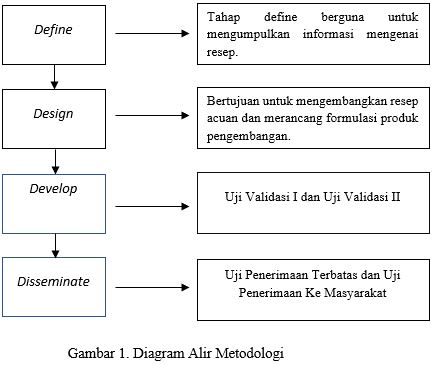 Define
Tahap define berguna untuk
mengumpulkan informasi mengenai
resep.
Design
Bertujuan untuk mengembangkan resep
acuan dan merancang formulasi produk
pengembangan.
Develop
Uji Validasi I dan Uji Validasi II
Disseminate
Uji Penerimaan Terbatas dan Uji
Penerimaan Ke Masyarakat
Gambar 1. Diagram Alir Metodologi